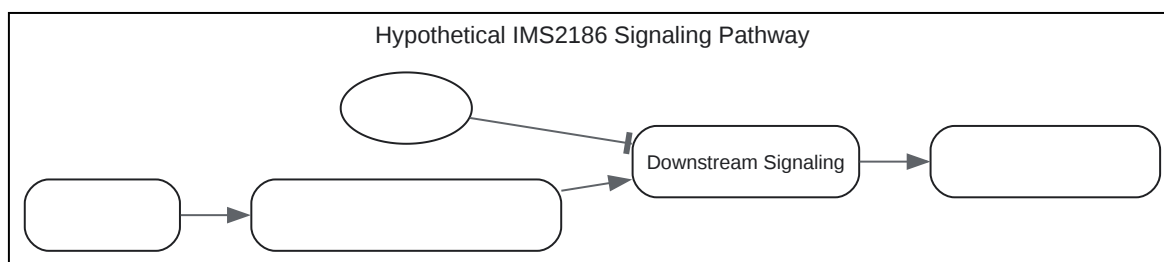 Hypothetical IMS2186 Signaling Pathway
Downstream Signaling